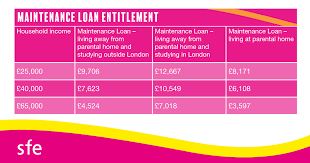 MAINTENANCE LOAN ENTITLEMENT
Household income
Maintenance Loan –
living away from
parental home and
studying outside London
Maintenance Loan –
living away from
parental home and
studying in London
Maintenance Loan –
living at parental home
£25,000 £9,706 £12,667 £8,171
£40,000 £7,623 £10,549 £6,108
£65,000 £4,524 £7,018 £3,597
sfe